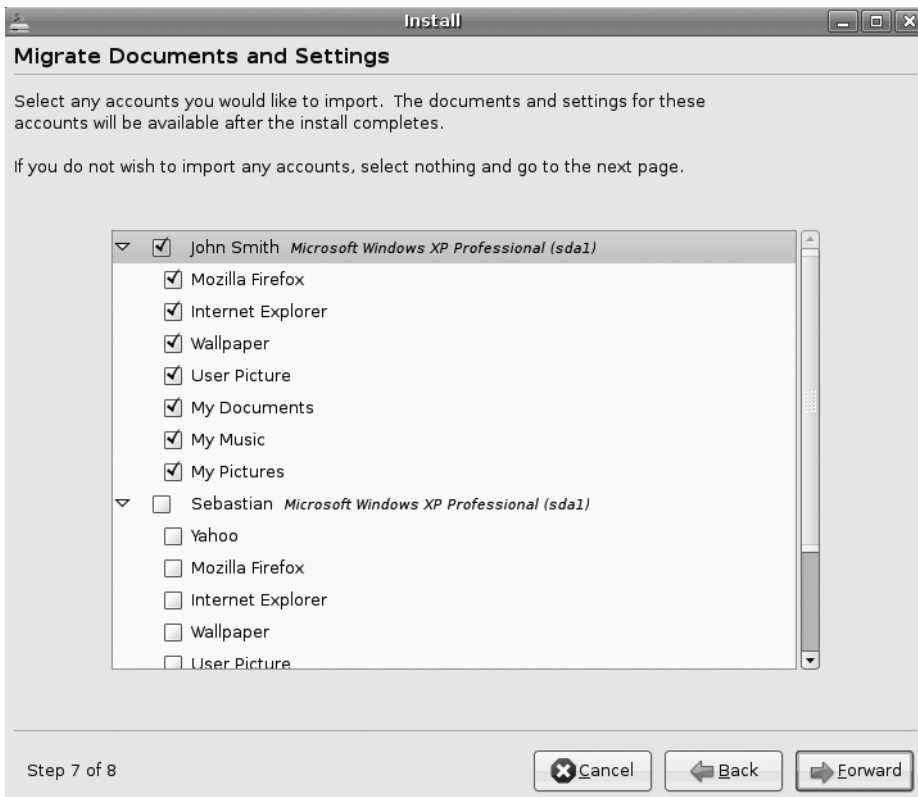 Install
Migrate Documents and Settings
Select any accounts you would like to import. The documents and settings for these
accounts will be available after the install completes.
If you do not wish to import any accounts, select nothing and go to the next page.
John Smith Microsoft Windows XP Professional (sda1)
Mozilla Firefox
Internet Explorer
Wallpaper
User Picture
My Documents
My Music
My Pictures
Sebastian Microsoft Windows XP Professional (sda1)
Yahoo
Mozilla Firefox
Internet Explorer
Wallpaper
User Picture
Step 7 of 8 Cancel Back Forward